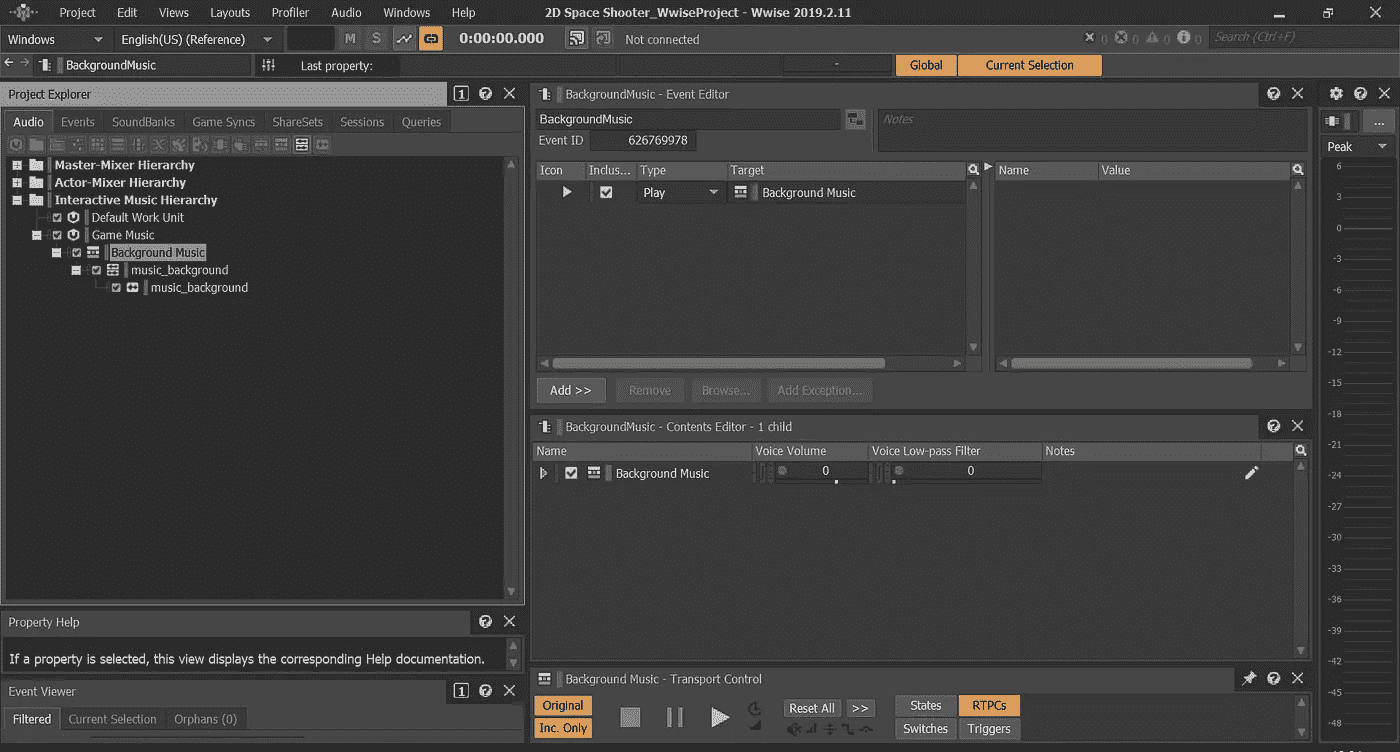 Project Edit Views Layouts Profiler Audio Windows Help 2D Space Shooter_WwiseProject - Wwise 2019.2.11
Windows English(US) (Reference) M S 0:00:00.000 Not connected 0 0 0 0 Search (Ctrl+F)
BackgroundMusic Last property: - Global Current Selection
Project Explorer 1
Audio Events SoundBanks Game Syncs ShareSets Sessions Queries
Master-Mixer Hierarchy
Actor-Mixer Hierarchy
Interactive Music Hierarchy
Default Work Unit
Game Music
Background Music
music_background
music_background
Property Help
If a property is selected, this view displays the corresponding Help documentation.
Event Viewer 1
Filtered Current Selection Orphans (0)
BackgroundMusic - Event Editor
BackgroundMusic Notes
Event ID 626769978
Icon Inclus... Type Target Name Value
Play Background Music
Add >> Remove Browse... Add Exception...
BackgroundMusic - Contents Editor - 1 child
Name Voice Volume Voice Low-pass Filter Notes
Background Music 0 0
Background Music - Transport Control
Original Reset All >> States RTPCs
Inc. Only Switches Triggers
...
Peak
6
3
0
-3
-6
-9
-12
-15
-18
-21
-24
-27
-30
-33
-36
-39
-42
-45
-48